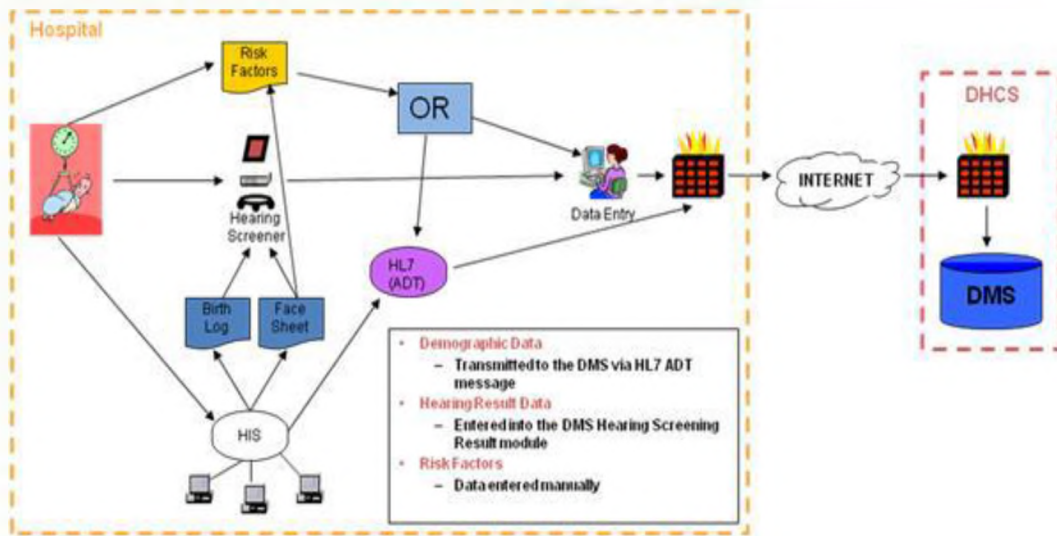 Hospital
Risk
Factors
OR
DHCS
INTERNET
Hearing
Screener
Data Entry
HL7
(ADT)
Birth
Log
Face
Sheet
DMS
HIS
• Demographic Data
– Transmitted to the DMS via HL7 ADT
message
• Hearing Result Data
– Entered into the DMS Hearing Screening
Result module
• Risk Factors
– Data entered manually